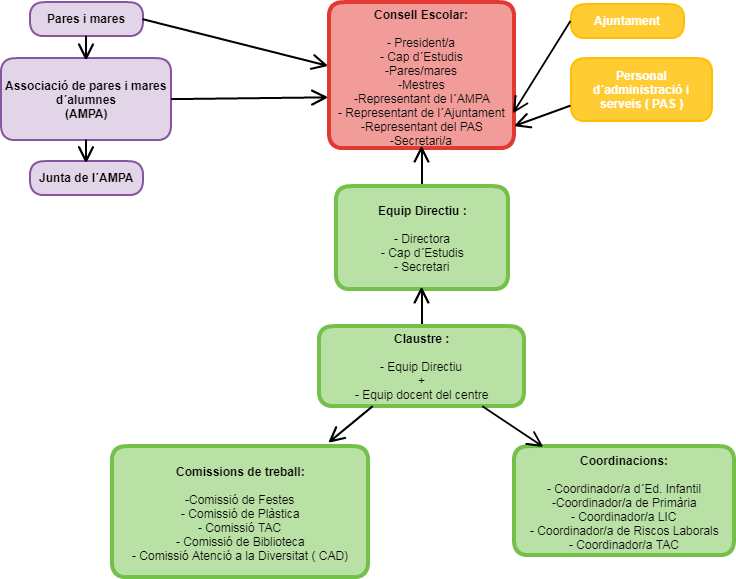 Pares i mares
Associació de pares i mares
d´alumnes
(AMPA)
Junta de l´AMPA
Consell Escolar:
- President/a
- Cap d´Estudis
-Pares/mares
-Mestres
-Representant de l´AMPA
- Representant de l´Ajuntament
-Representant del PAS
-Secretari/a
Ajuntament
Personal
d´administració i
serveis ( PAS )
Equip Directiu :
- Directora
- Cap d´Estudis
- Secretari
Claustre :
- Equip Directiu
+
- Equip docent del centre
Comissions de treball:
-Comissió de Festes
- Comissió de Plàstica
- Comissió TAC
- Comissió de Biblioteca
- Comissió Atenció a la Diversitat ( CAD)
Coordinacions:
- Coordinador/a d´Ed. Infantil
-Coordinador/a de Primària
- Coordinador/a LIC
- Coordinador/a de Riscos Laborals
- Coordinador/a TAC